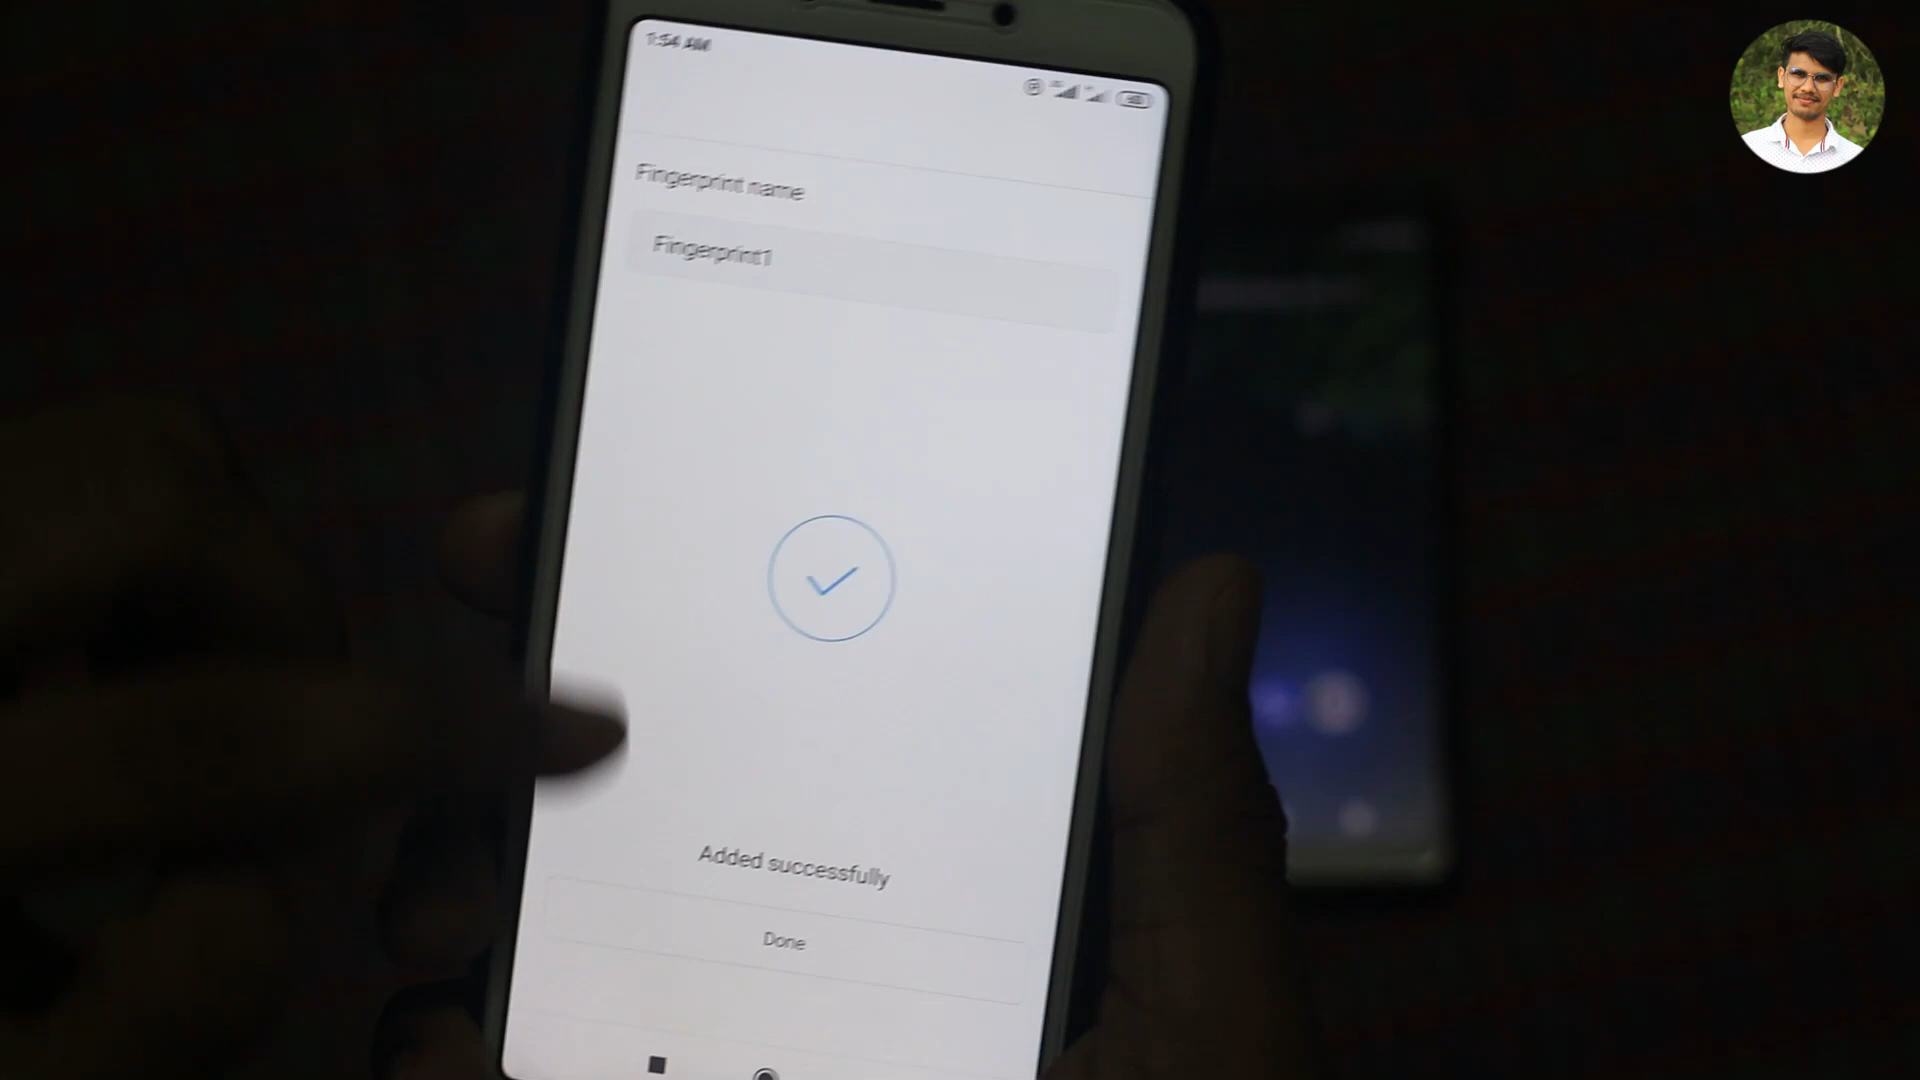 1:54 AM
Fingerprint name
Fingerprint1
Added successfully
Done